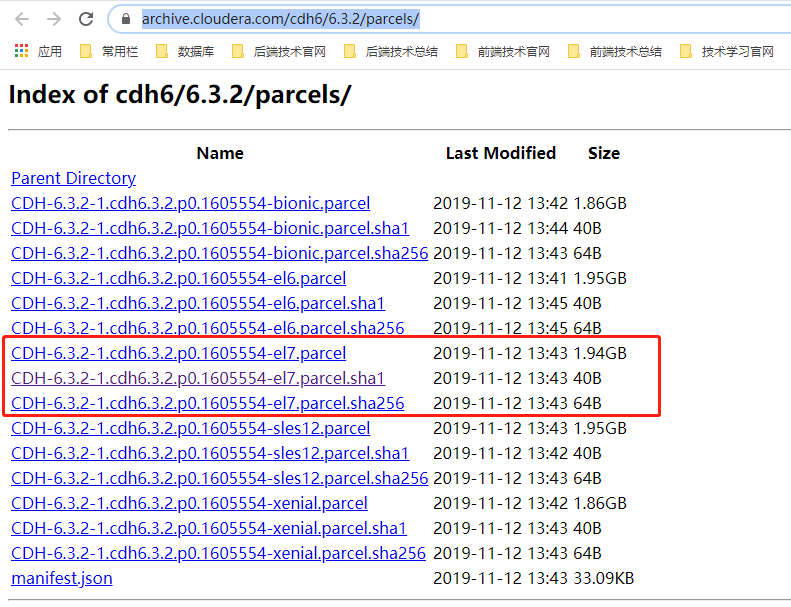 archive.cloudera.com/cdh6/6.3.2/parcels/
应用 常用栏 数据库 后端技术官网 后端技术总结 前端技术官网 前端技术总结 技术学习官网
Index of cdh6/6.3.2/parcels/
Name Last Modified Size
Parent Directory
CDH-6.3.2-1.cdh6.3.2.p0.1605554-bionic.parcel 2019-11-12 13:42 1.86GB
CDH-6.3.2-1.cdh6.3.2.p0.1605554-bionic.parcel.sha1 2019-11-12 13:44 40B
CDH-6.3.2-1.cdh6.3.2.p0.1605554-bionic.parcel.sha256 2019-11-12 13:43 64B
CDH-6.3.2-1.cdh6.3.2.p0.1605554-el6.parcel 2019-11-12 13:41 1.95GB
CDH-6.3.2-1.cdh6.3.2.p0.1605554-el6.parcel.sha1 2019-11-12 13:45 40B
CDH-6.3.2-1.cdh6.3.2.p0.1605554-el6.parcel.sha256 2019-11-12 13:45 64B
CDH-6.3.2-1.cdh6.3.2.p0.1605554-el7.parcel 2019-11-12 13:43 1.94GB
CDH-6.3.2-1.cdh6.3.2.p0.1605554-el7.parcel.sha1 2019-11-12 13:43 40B
CDH-6.3.2-1.cdh6.3.2.p0.1605554-el7.parcel.sha256 2019-11-12 13:43 64B
CDH-6.3.2-1.cdh6.3.2.p0.1605554-sles12.parcel 2019-11-12 13:43 1.95GB
CDH-6.3.2-1.cdh6.3.2.p0.1605554-sles12.parcel.sha1 2019-11-12 13:42 40B
CDH-6.3.2-1.cdh6.3.2.p0.1605554-sles12.parcel.sha256 2019-11-12 13:43 64B
CDH-6.3.2-1.cdh6.3.2.p0.1605554-xenial.parcel 2019-11-12 13:42 1.86GB
CDH-6.3.2-1.cdh6.3.2.p0.1605554-xenial.parcel.sha1 2019-11-12 13:43 40B
CDH-6.3.2-1.cdh6.3.2.p0.1605554-xenial.parcel.sha256 2019-11-12 13:43 64B
manifest.json 2019-11-12 13:43 33.09KB